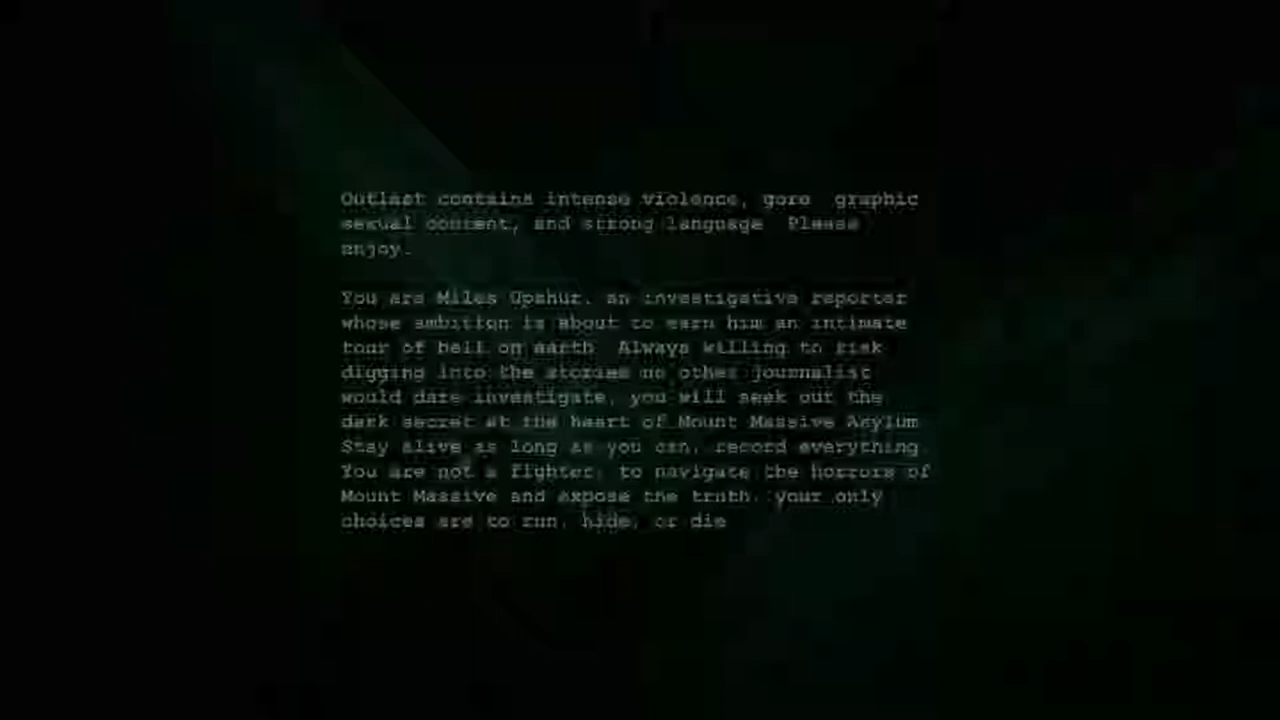 Outlast contains intense violence, gore graphic
sexual content, and strong language Please
enjoy.
You are Miles Upshur, an investigative reporter
whose ambition is about to earn him an intimate
tour of hell on earth Always willing to risk
digging into the stories no other journalist
would dare investigate, you will seek out the
dark secret at the heart of Mount Massive Asylum
Stay alive as long as you can, record everything.
You are not a fighter, to navigate the horrors of
Mount Massive and expose the truth, your only
choices are to run, hide, or die